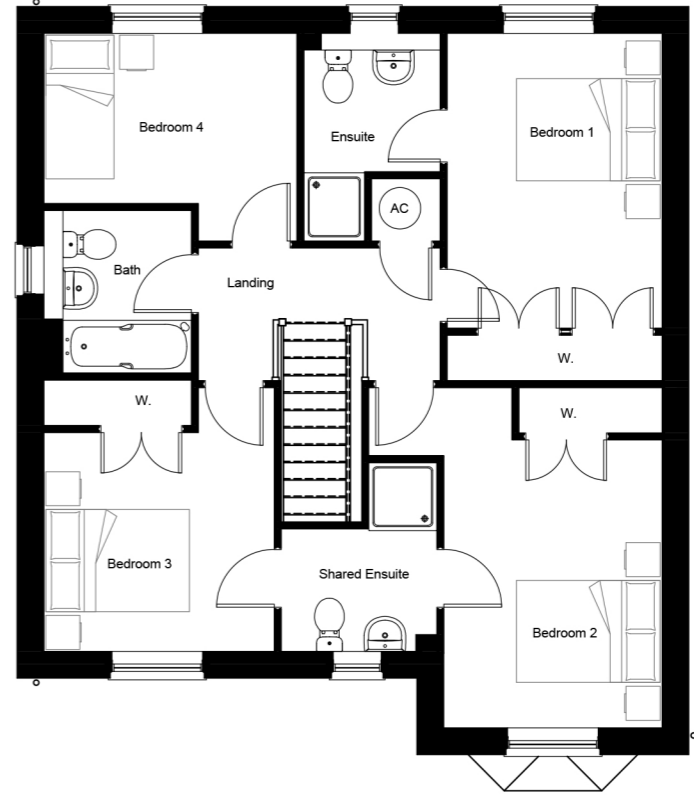 Bedroom 4
Ensuite
Bedroom 1
AC
Bath
Landing
W.
W.
W.
Bedroom 3
Shared Ensuite
Bedroom 2